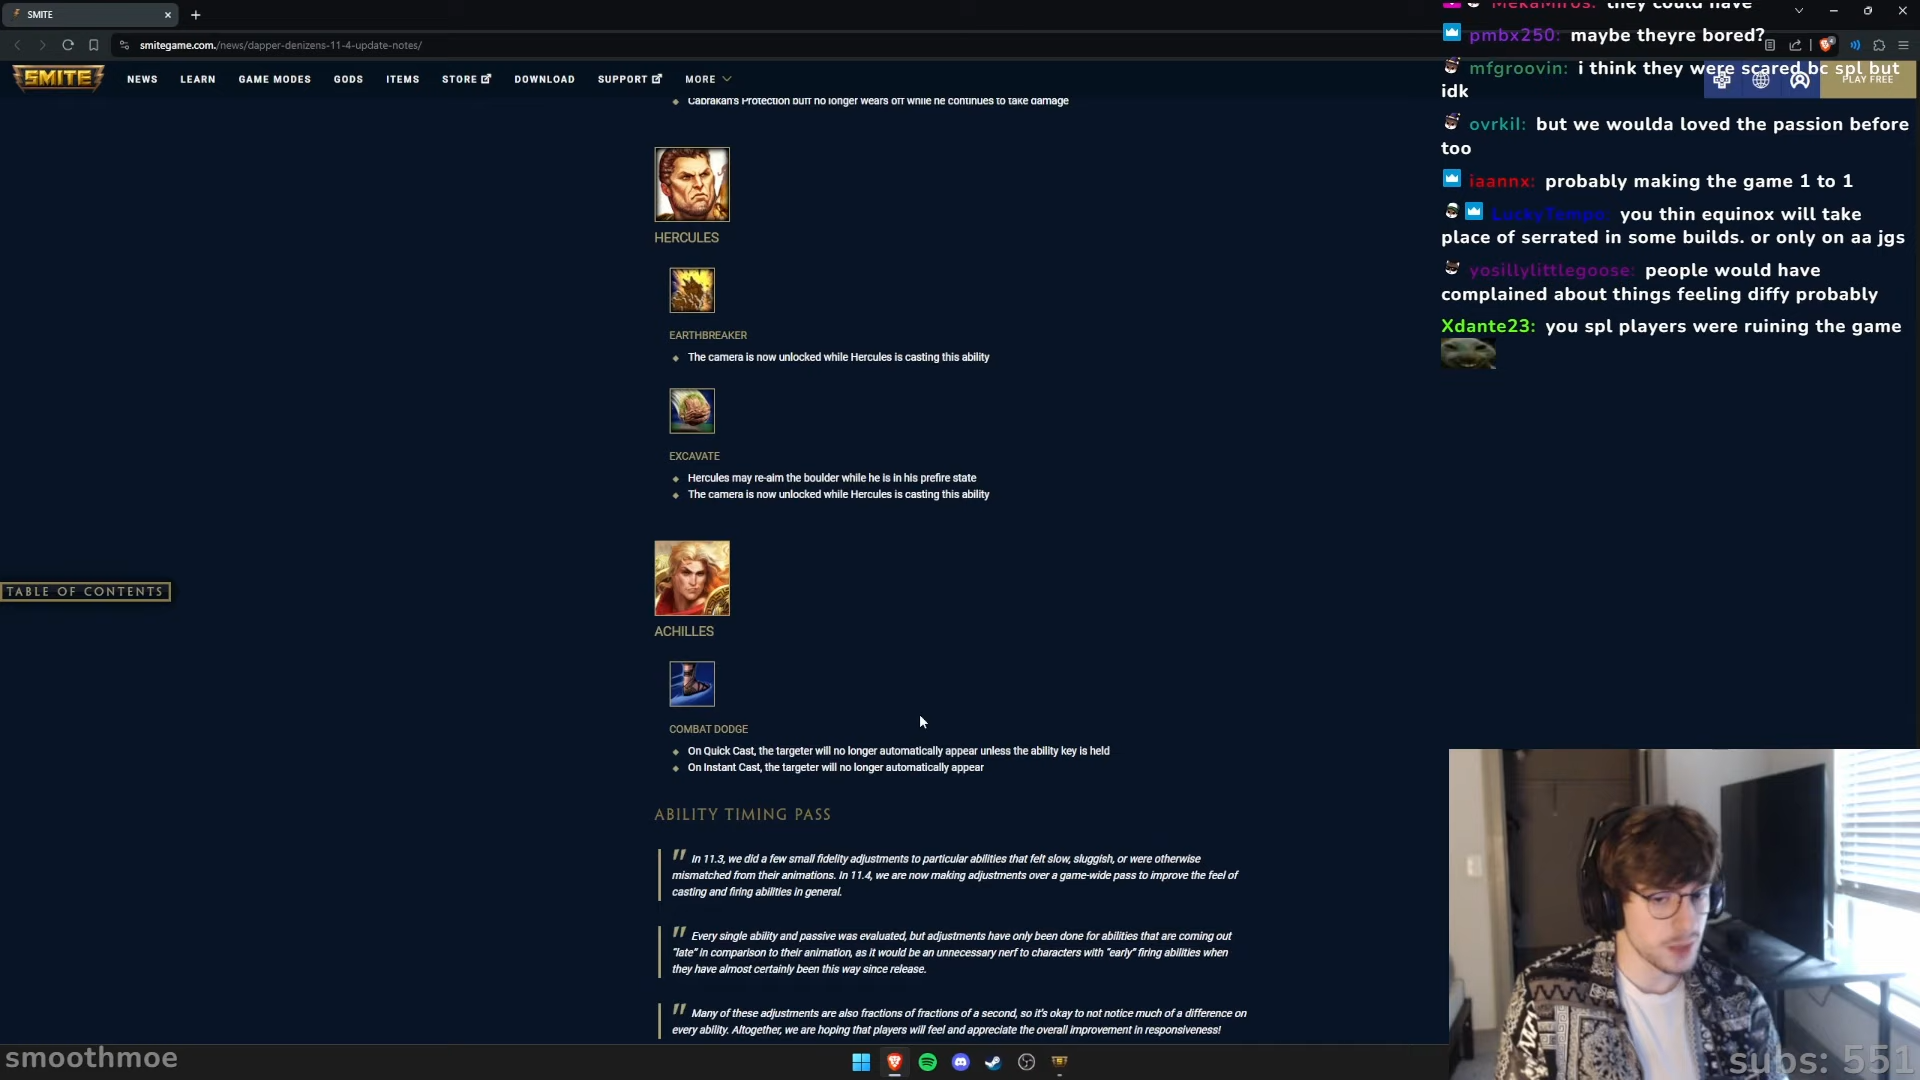 SMITE
smitegame.com/news/dapper-denizens-11-4-update-notes/
SMITE
NEWS LEARN GAME MODES GODS ITEMS STORE DOWNLOAD SUPPORT MORE
PLAY FREE
Cabrakan's Protection buff no longer wears off while he continues to take damage
HERCULES
EARTHBREAKER
The camera is now unlocked while Hercules is casting this ability
EXCAVATE
Hercules may re-aim the boulder while he is in his prefire state
The camera is now unlocked while Hercules is casting this ability
TABLE OF CONTENTS
ACHILLES
COMBAT DODGE
On Quick Cast, the targeter will no longer automatically appear unless the ability key is held
On Instant Cast, the targeter will no longer automatically appear
ABILITY TIMING PASS
" In 11.3, we did a few small fidelity adjustments to particular abilities that felt slow, sluggish, or were otherwise
mismatched from their animations. In 11.4, we are now making adjustments over a game-wide pass to improve the feel of
casting and firing abilities in general.
" Every single ability and passive was evaluated, but adjustments have only been done for abilities that are coming out
"late" in comparison to their animation, as it would be an unnecessary nerf to characters with "early" firing abilities when
they have almost certainly been this way since release.
" Many of these adjustments are also fractions of fractions of a second, so it's okay to not notice much of a difference on
every ability. Altogether, we are hoping that players will feel and appreciate the overall improvement in responsiveness!
MekaMiros: they could have
pmbx250: maybe theyre bored?
mfgroovin: i think they were scared bc spl but
idk
ovrkil: but we woulda loved the passion before
too
iaannx: probably making the game 1 to 1
LuckyTempo: you thin equinox will take
place of serrated in some builds. or only on aa jgs
yosillylittlegoose: people would have
complained about things feeling diffy probably
Xdante23: you spl players were ruining the game
smoothmoe
subs: 551